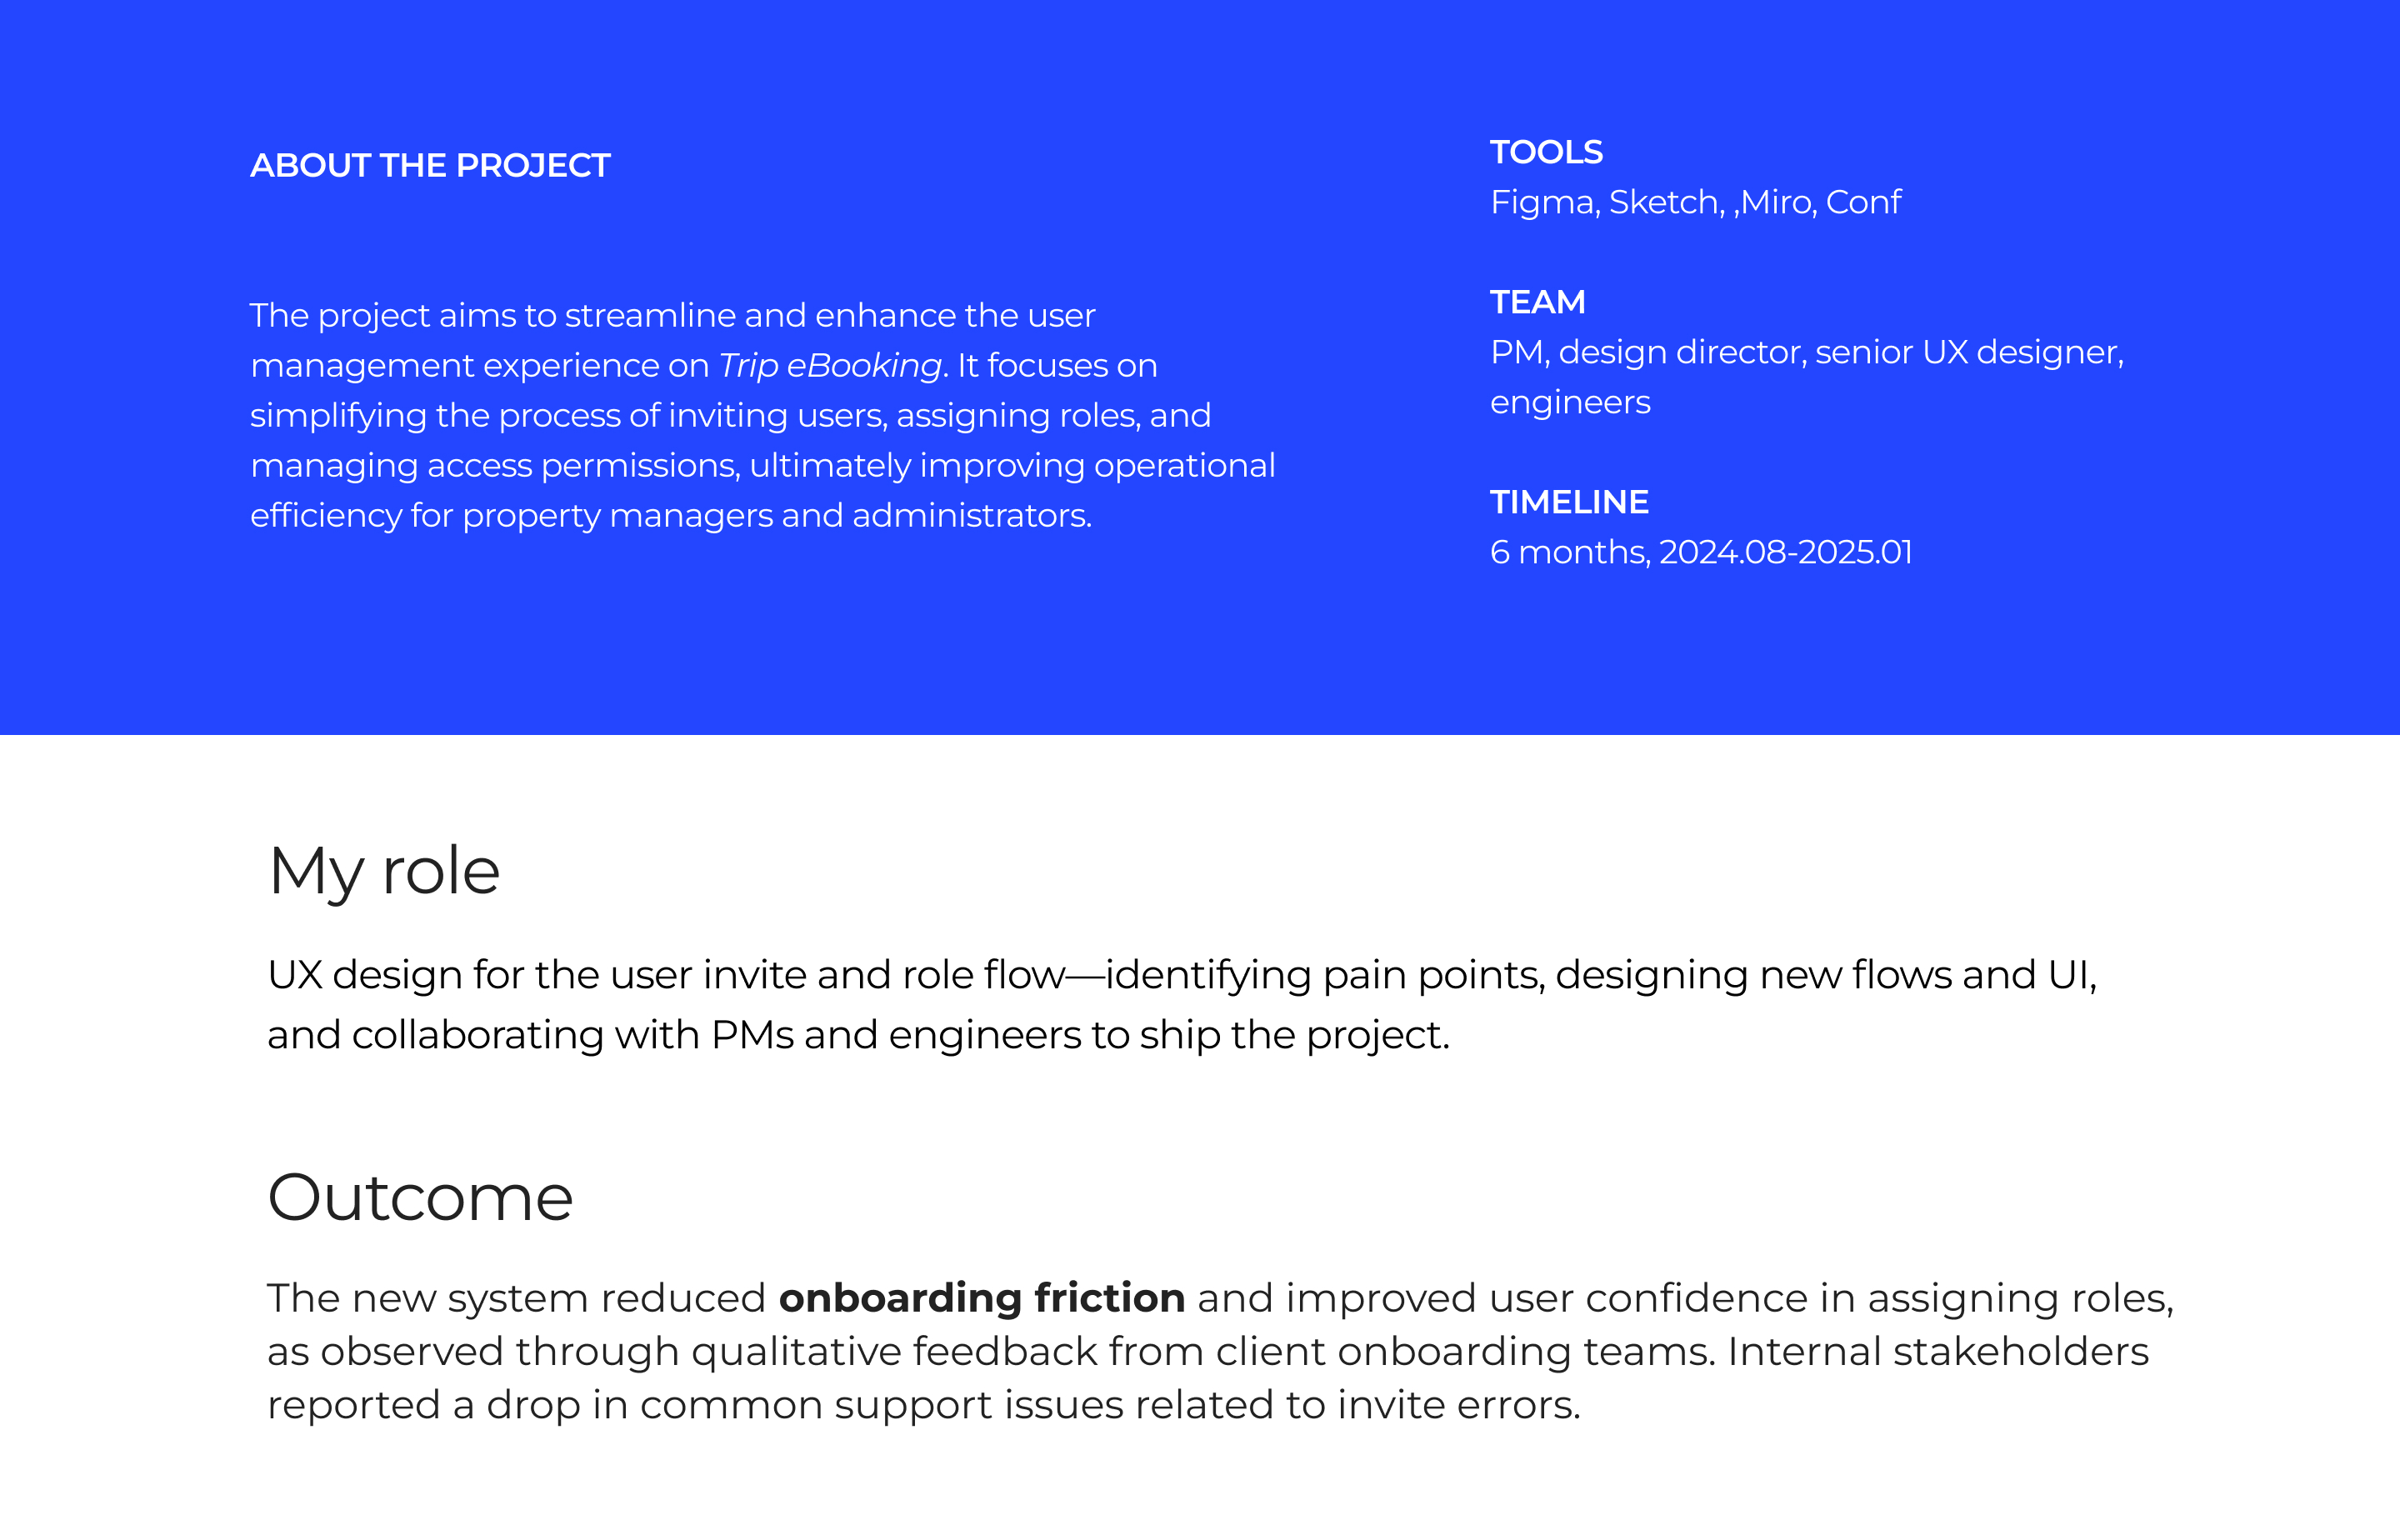 ABOUT THE PROJECT
The project aims to streamline and enhance the user
management experience on Trip eBooking. It focuses on
simplifying the process of inviting users, assigning roles, and
managing access permissions, ultimately improving operational
efficiency for property managers and administrators.
TOOLS
Figma, Sketch, ,Miro, Conf
TEAM
PM, design director, senior UX designer,
engineers
TIMELINE
6 months, 2024.08-2025.01
My role
UX design for the user invite and role flow—identifying pain points, designing new flows and UI,
and collaborating with PMs and engineers to ship the project.
Outcome
The new system reduced onboarding friction and improved user confidence in assigning roles,
as observed through qualitative feedback from client onboarding teams. Internal stakeholders
reported a drop in common support issues related to invite errors.